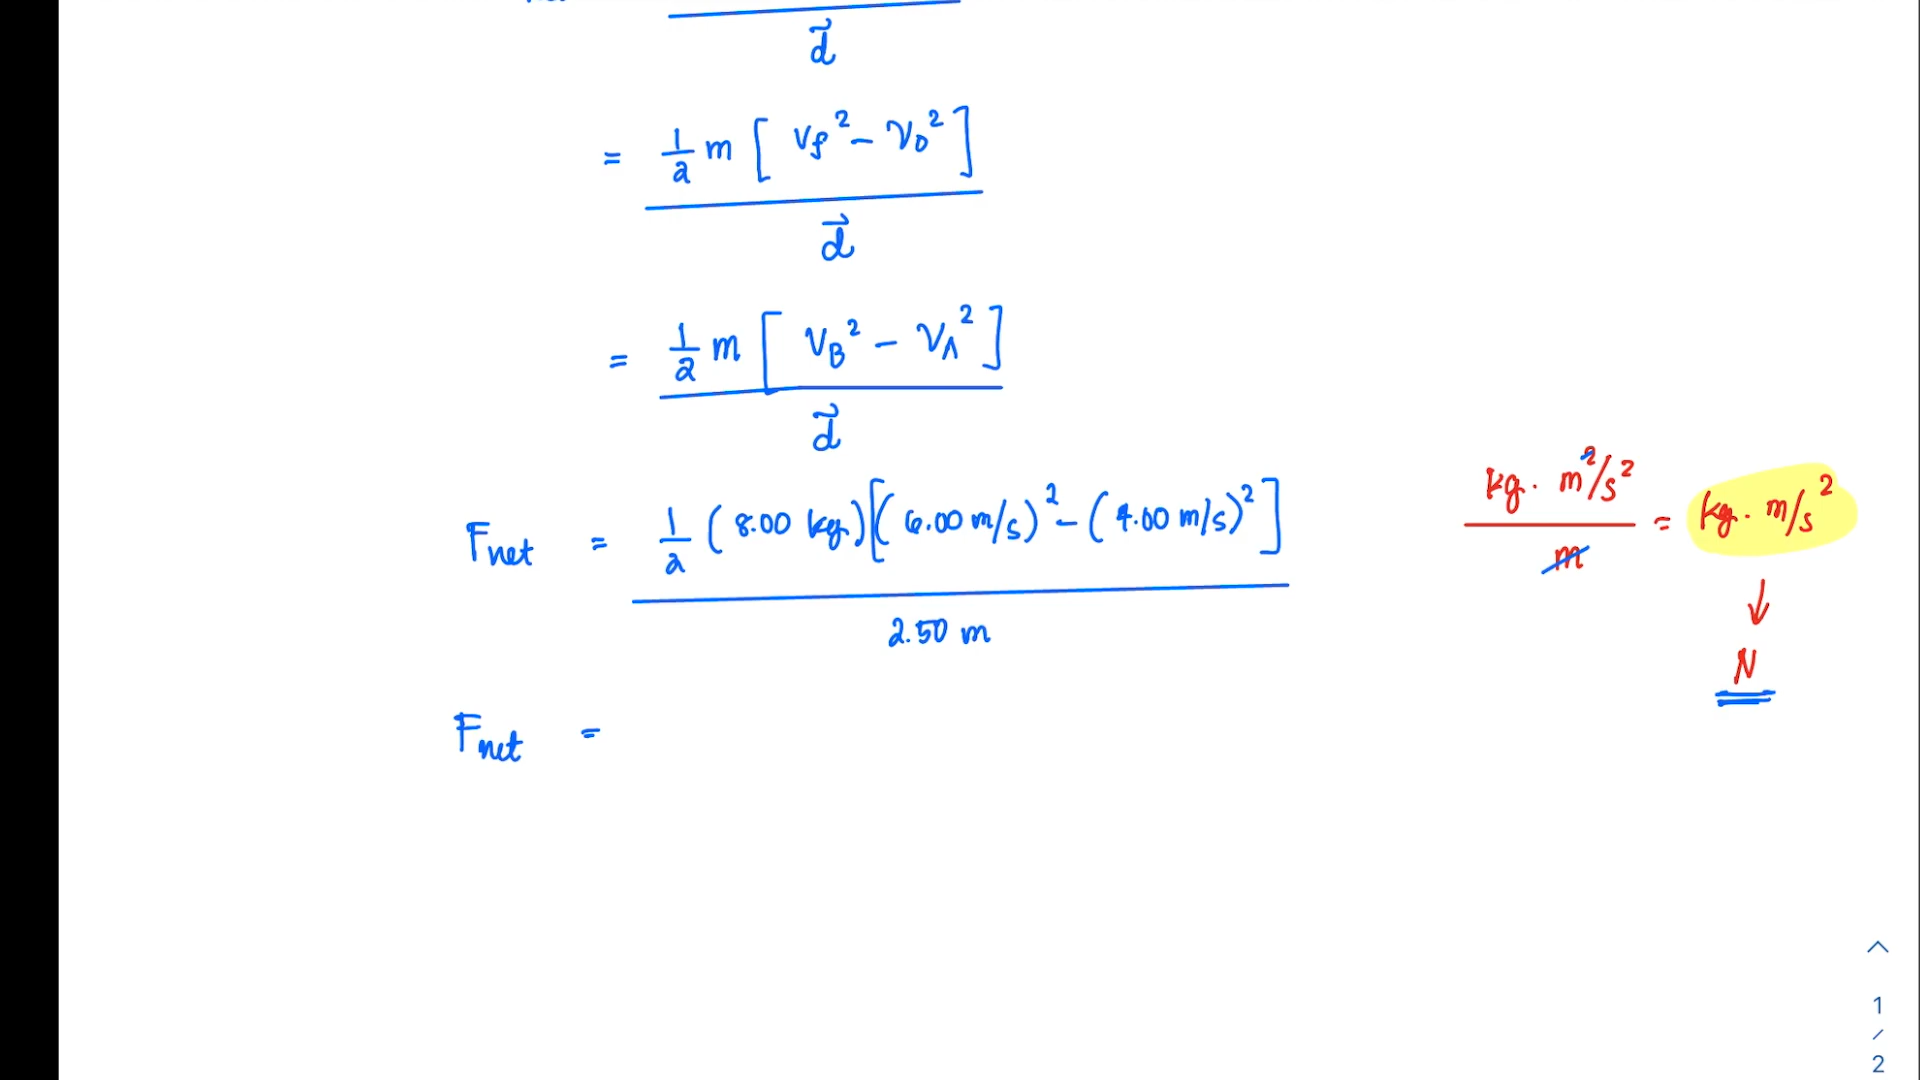 d⃗
= 1/2 m [ Vf² - V0² ]
d⃗
= 1/2 m [ VB² - VA² ]
d⃗
Fnet = 1/2 (8.00 kg)[(6.00 m/s)² - (4.00 m/s)²]
2.50 m
kg. m²/s² = kg. m/s²
m
↓
N
Fnet =
^
1
/
2